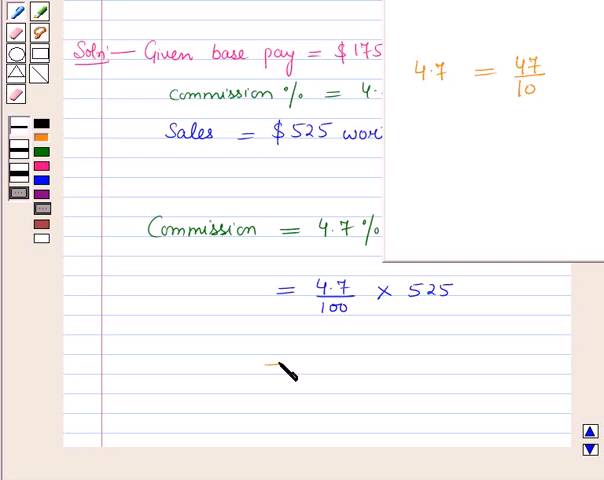 Soln:— Given base pay = $175
Commission % = 4.
Sales = $525 wor
Commission = 4.7%
= 4.7/100 × 525
4.7 = 47/10